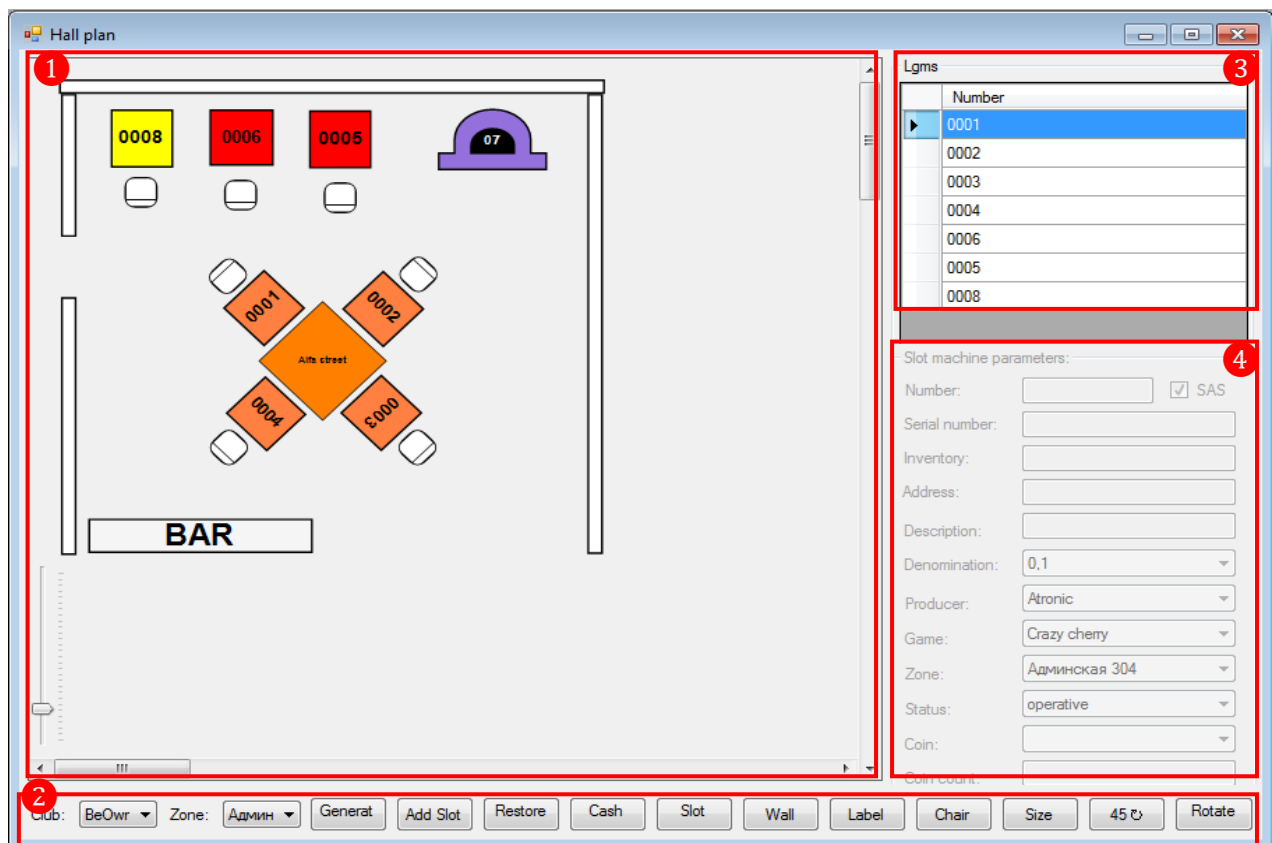 Hall plan
1
0008
0006
0005
07
0001
0002
Alfa street
0004
0003
BAR
3
Lgms
Number
0001
0002
0003
0004
0006
0005
0008
4
Slot machine parameters:
Number: SAS
Serial number:
Inventory:
Address:
Description:
Denomination: 0,1
Producer: Atronic
Game: Crazy cherry
Zone: Админская 304
Status: operative
Coin:
Coin count:
2
Club: BeOwr Zone: Админ Generat Add Slot Restore Cash Slot Wall Label Chair Size 45 ↻ Rotate